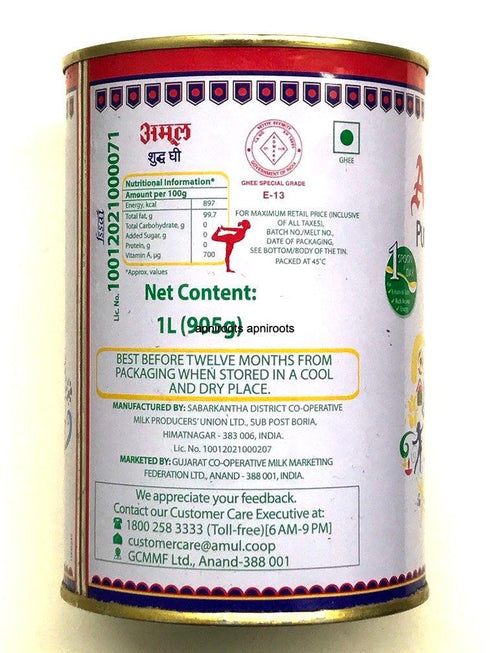 अमूल
शुद्ध घी
GOVERNMENT OF INDIA
GHEE SPECIAL GRADE
E-13
GHEE
fssai
Lic. No. 10012021000071
Nutritional Information*
Amount per 100g
Energy, kcal 897
Total fat, g 99.7
Total Carbohydrate, g 0
Added Sugar, g 0
Protein, g 0
Vitamin A, µg 700
*Approx. values
FOR MAXIMUM RETAIL PRICE (INCLUSIVE
OF ALL TAXES),
BATCH NO./MELT NO.,
DATE OF PACKAGING,
SEE BOTTOM/BODY OF THE TIN.
PACKED AT 45°C
Net Content:
1L (905g)
apniroots apniroots
BEST BEFORE TWELVE MONTHS FROM
PACKAGING WHEN STORED IN A COOL
AND DRY PLACE.
MANUFACTURED BY: SABARKANTHA DISTRICT CO-OPERATIVE
MILK PRODUCERS' UNION LTD., SUB POST BORIA,
HIMATNAGAR - 383 006, INDIA.
Lic. No. 10012021000207
MARKETED BY: GUJARAT CO-OPERATIVE MILK MARKETING
FEDERATION LTD., ANAND - 388 001, INDIA.
We appreciate your feedback.
Contact our Customer Care Executive at:
1800 258 3333 (Toll-free)[6 AM-9 PM]
customercare@amul.coop
GCMMF Ltd., Anand-388 001
1 SPOON